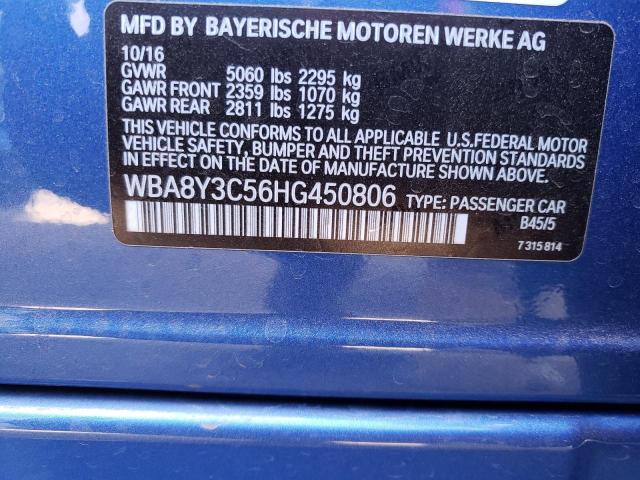 MFD BY BAYERISCHE MOTOREN WERKE AG
10/16
GVWR 5060 lbs 2295 kg
GAWR FRONT 2359 lbs 1070 kg
GAWR REAR 2811 lbs 1275 kg
THIS VEHICLE CONFORMS TO ALL APPLICABLE U.S.FEDERAL MOTOR
VEHICLE SAFETY, BUMPER AND THEFT PREVENTION STANDARDS
IN EFFECT ON THE DATE OF MANUFACTURE SHOWN ABOVE.
WBA8Y3C56HG450806 TYPE: PASSENGER CAR
B45/5
7 315 814